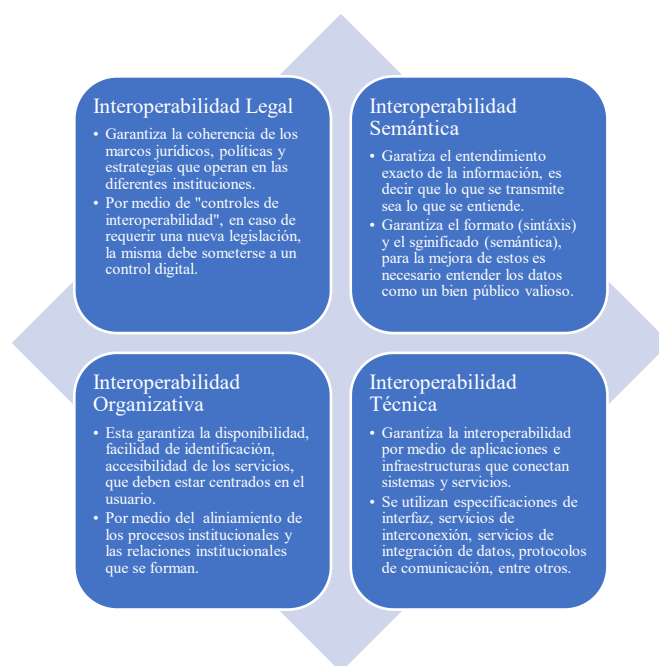 Interoperabilidad Legal
• Garantiza la coherencia de los
marcos jurídicos, políticas y
estrategias que operan en las
diferentes instituciones.
• Por medio de "controles de
interoperabilidad", en caso de
requerir una nueva legislación,
la misma debe someterse a un
control digital.
Interoperabilidad
Semántica
• Garatiza el entendimiento
exacto de la información, es
decir que lo que se transmite
sea lo que se entiende.
• Garantiza el formato (sintáxis)
y el sginificado (semántica),
para la mejora de estos es
necesario entender los datos
como un bien público valioso.
Interoperabilidad
Organizativa
• Esta garantiza la disponibilidad,
facilidad de identificación,
accesibilidad de los servicios,
que deben estar centrados en el
usuario.
• Por medio del aliniamiento de
los procesos institucionales y
las relaciones institucionales
que se forman.
Interoperabilidad
Técnica
• Garantiza la interoperabilidad
por medio de aplicaciones e
infraestructuras que conectan
sistemas y servicios.
• Se utilizan especificaciones de
interfaz, servicios de
interconexión, servicios de
integración de datos, protocolos
de comunicación, entre otros.